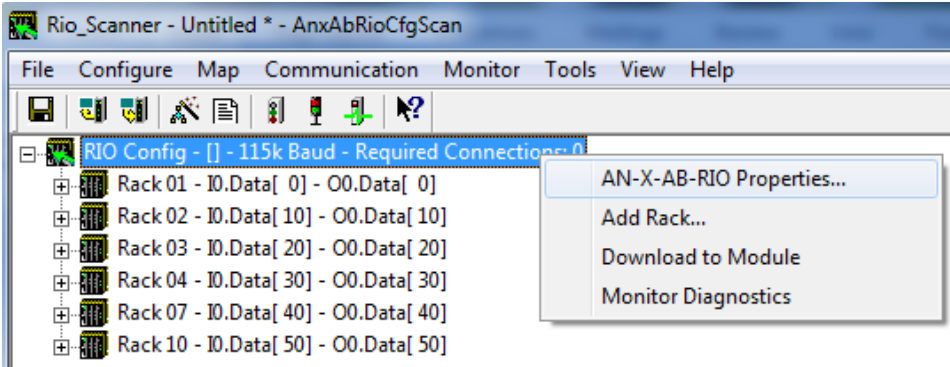 Rio_Scanner - Untitled * - AnxAbRioCfgScan
File Configure Map Communication Monitor Tools View Help
RIO Config - [] - 115k Baud - Required Connections: 0
Rack 01 - I0.Data[ 0] - O0.Data[ 0]
Rack 02 - I0.Data[ 10] - O0.Data[ 10]
Rack 03 - I0.Data[ 20] - O0.Data[ 20]
Rack 04 - I0.Data[ 30] - O0.Data[ 30]
Rack 07 - I0.Data[ 40] - O0.Data[ 40]
Rack 10 - I0.Data[ 50] - O0.Data[ 50]
AN-X-AB-RIO Properties...
Add Rack...
Download to Module
Monitor Diagnostics